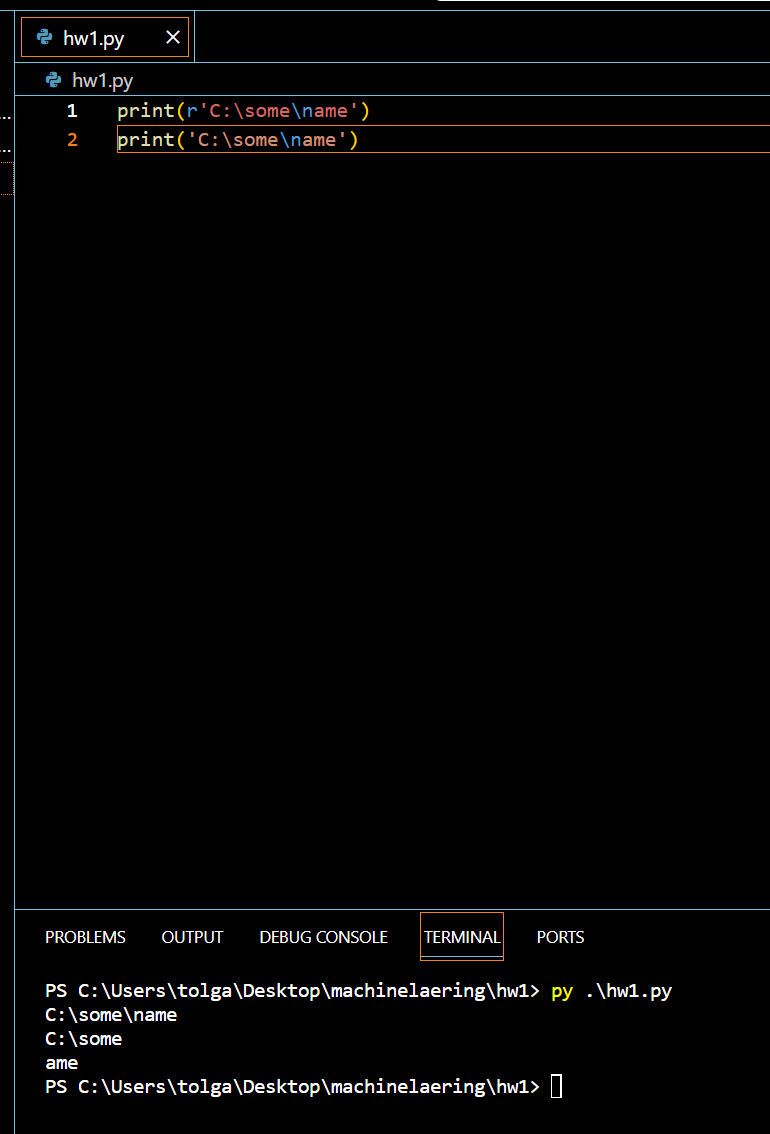 hw1.py ×
hw1.py
...
1 print(r'C:\some\name')
...
2 print('C:\some\name')
PROBLEMS OUTPUT DEBUG CONSOLE TERMINAL PORTS
PS C:\Users\tolga\Desktop\machinelaering\hw1> py .\hw1.py
C:\some\name
C:\some
ame
PS C:\Users\tolga\Desktop\machinelaering\hw1>